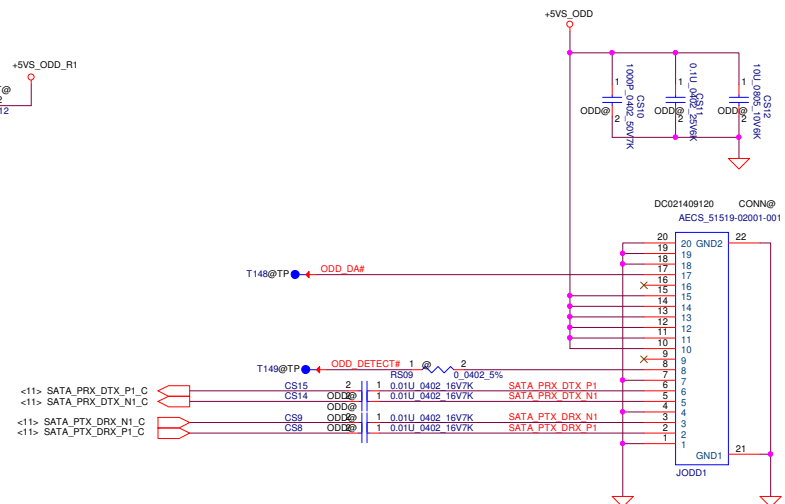 +5VS_ODD
+5VS_ODD_R1
@
2
12
1 1 1
1000P_0402_50V7K
CS10
0.1U_0402_25V6K
CS11
10U_0805_10V6K
CS12
ODD@ 2 ODD@ 2 ODD@ 2
DC021409120 CONN@
AECS_51519-02001-001
20 20 GND2 22
19 19
18 18
T148@TP ODD_DA# 17 17
16 16
15 15
14 14
13 13
12 12
11 11
10 10
9 9
T149@TP ODD_DETECT# 1 @ 2 8 8
RS09 0_0402_5%
7 7
<11> SATA_PRX_DTX_P1_C CS15 2 1 0.01U_0402_16V7K SATA_PRX_DTX_P1 6 6
<11> SATA_PRX_DTX_N1_C CS14 ODD@ 2 1 0.01U_0402_16V7K SATA_PRX_DTX_N1 5 5
ODD@
4 4
<11> SATA_PTX_DRX_N1_C CS9 ODD@ 2 1 0.01U_0402_16V7K SATA_PTX_DRX_N1 3 3
<11> SATA_PTX_DRX_P1_C CS8 ODD@ 2 1 0.01U_0402_16V7K SATA_PTX_DRX_P1 2 2
1 1
GND1 21
JODD1